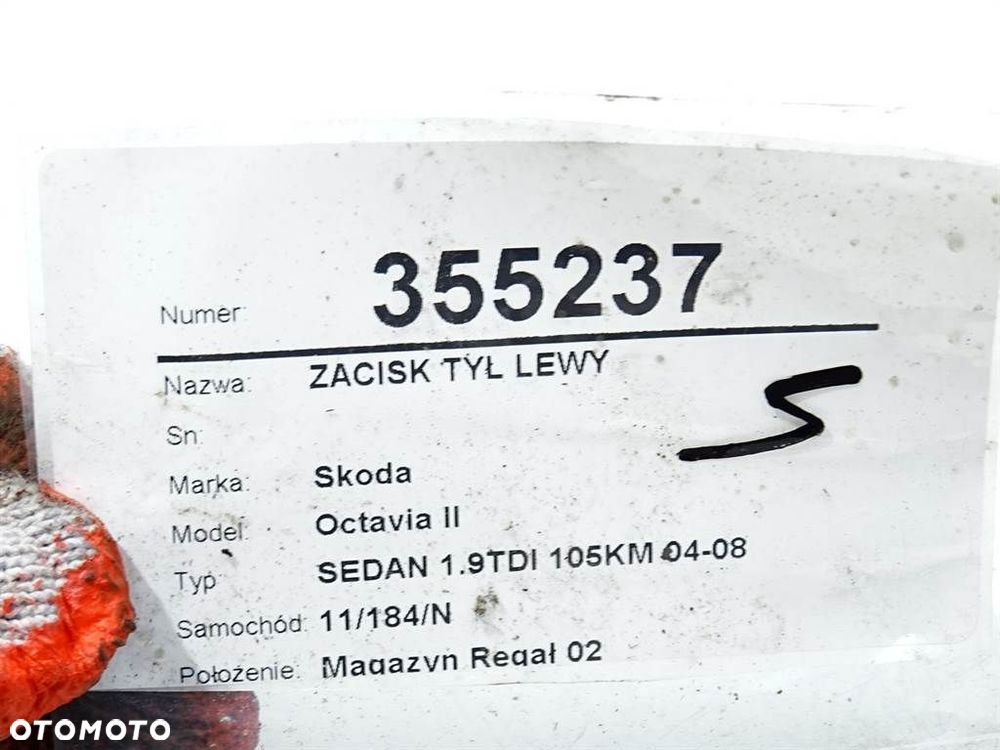 Numer: 355237
Nazwa: ZACISK TYŁ LEWY
Sn:
S
Marka: Skoda
Model: Octavia II
Typ: SEDAN 1.9TDI 105KM 04-08
Samochód: 11/184/N
Położenie: Magazyn Regał 02
OTOMOTO